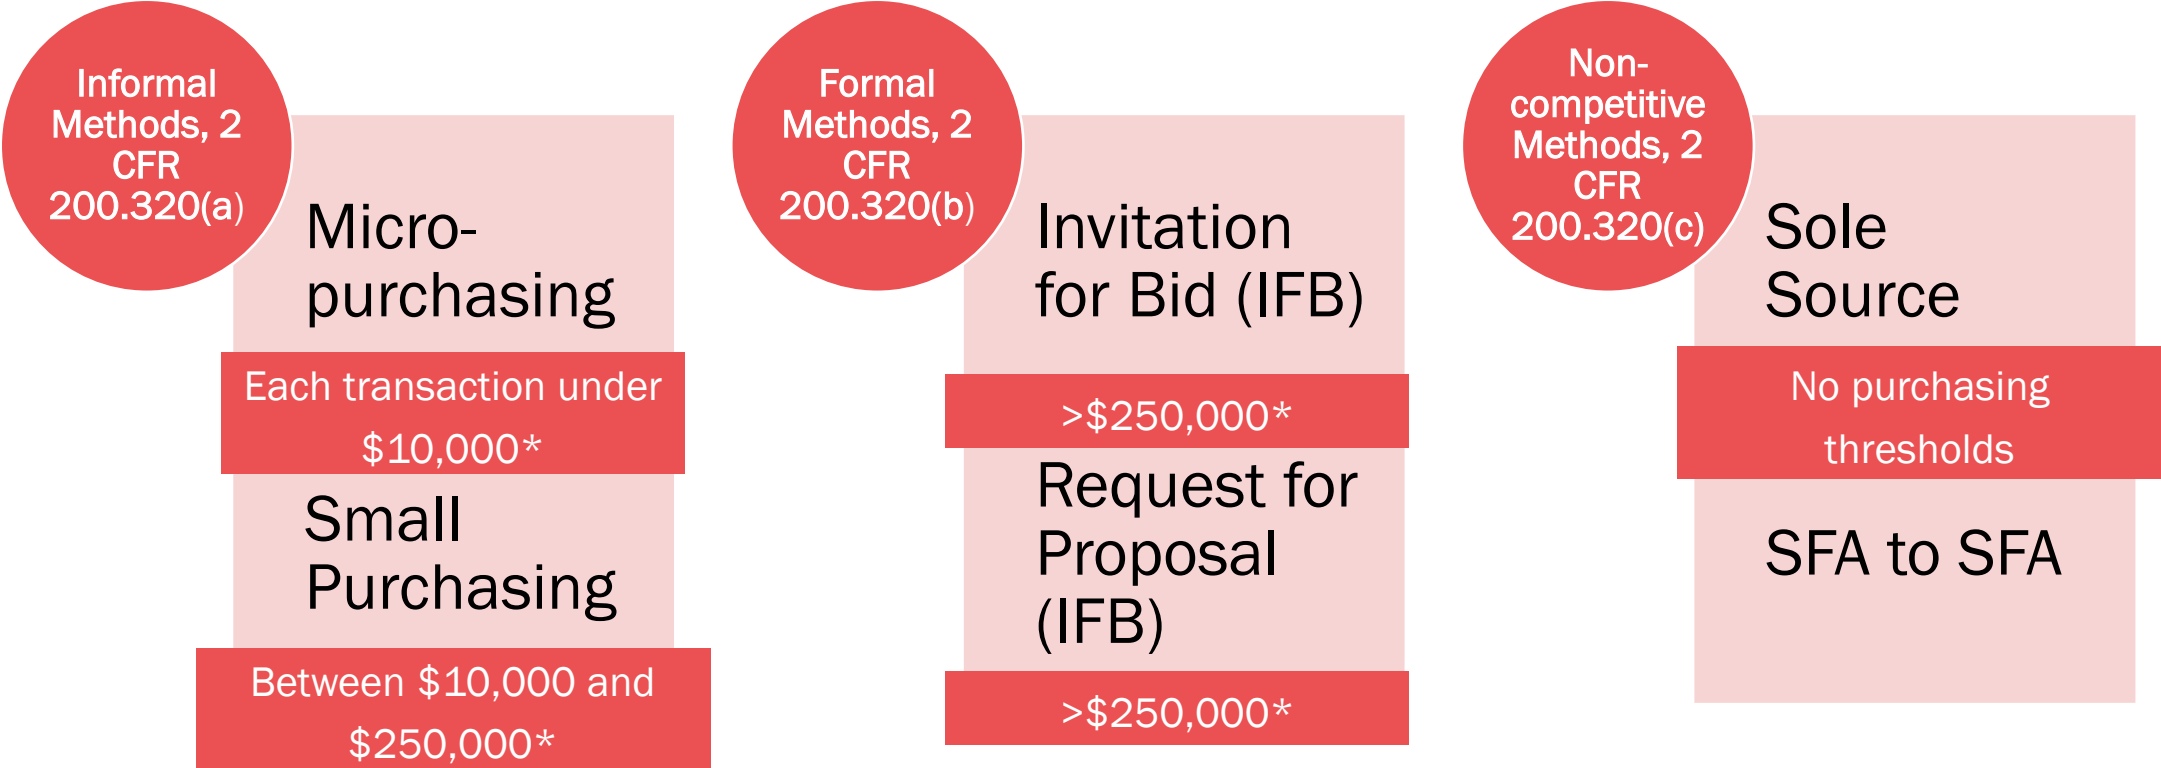 Informal
Methods, 2
CFR
200.320(a)
Micro-
purchasing
Each transaction under
$10,000*
Small
Purchasing
Between $10,000 and
$250,000*
Formal
Methods, 2
CFR
200.320(b)
Invitation
for Bid (IFB)
>$250,000*
Request for
Proposal
(IFB)
>$250,000*
Non-
competitive
Methods, 2
CFR
200.320(c)
Sole
Source
No purchasing
thresholds
SFA to SFA